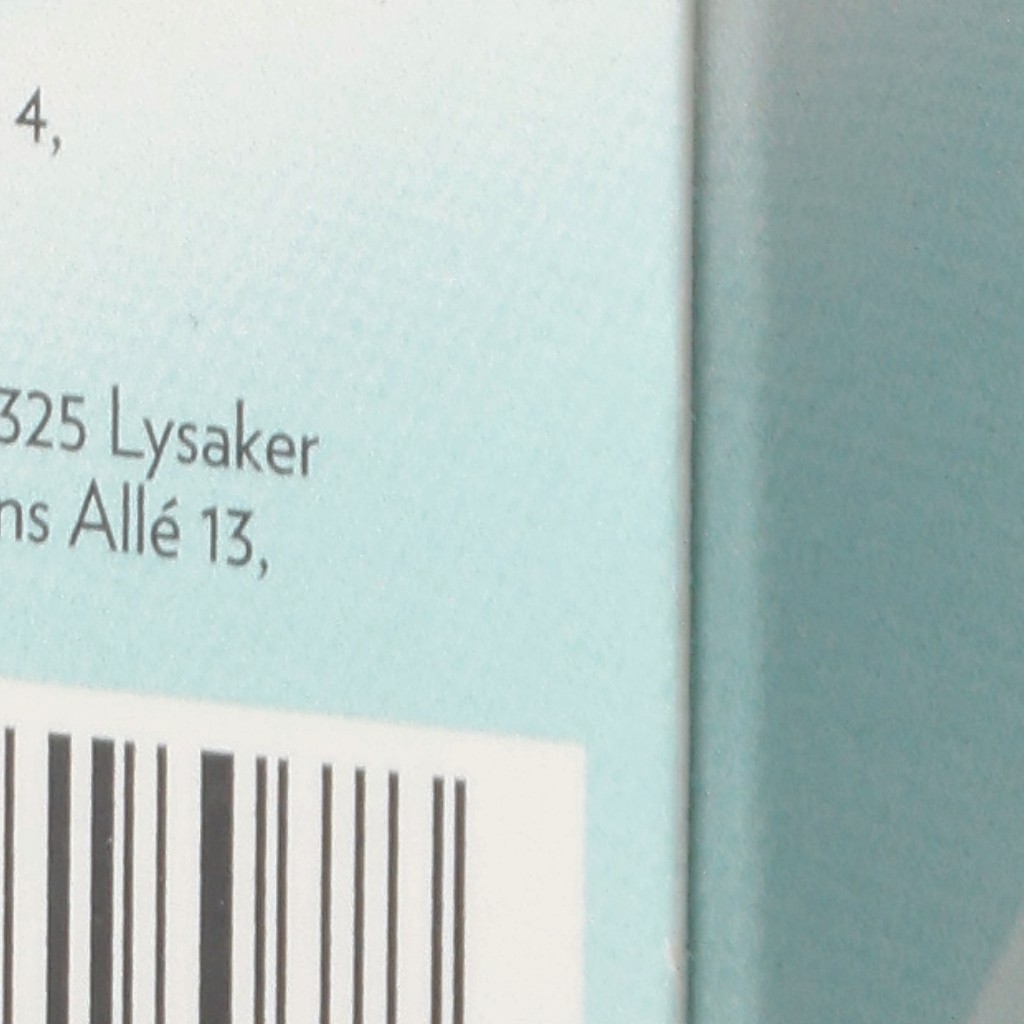 4,
325 Lysaker
ns Allé 13,